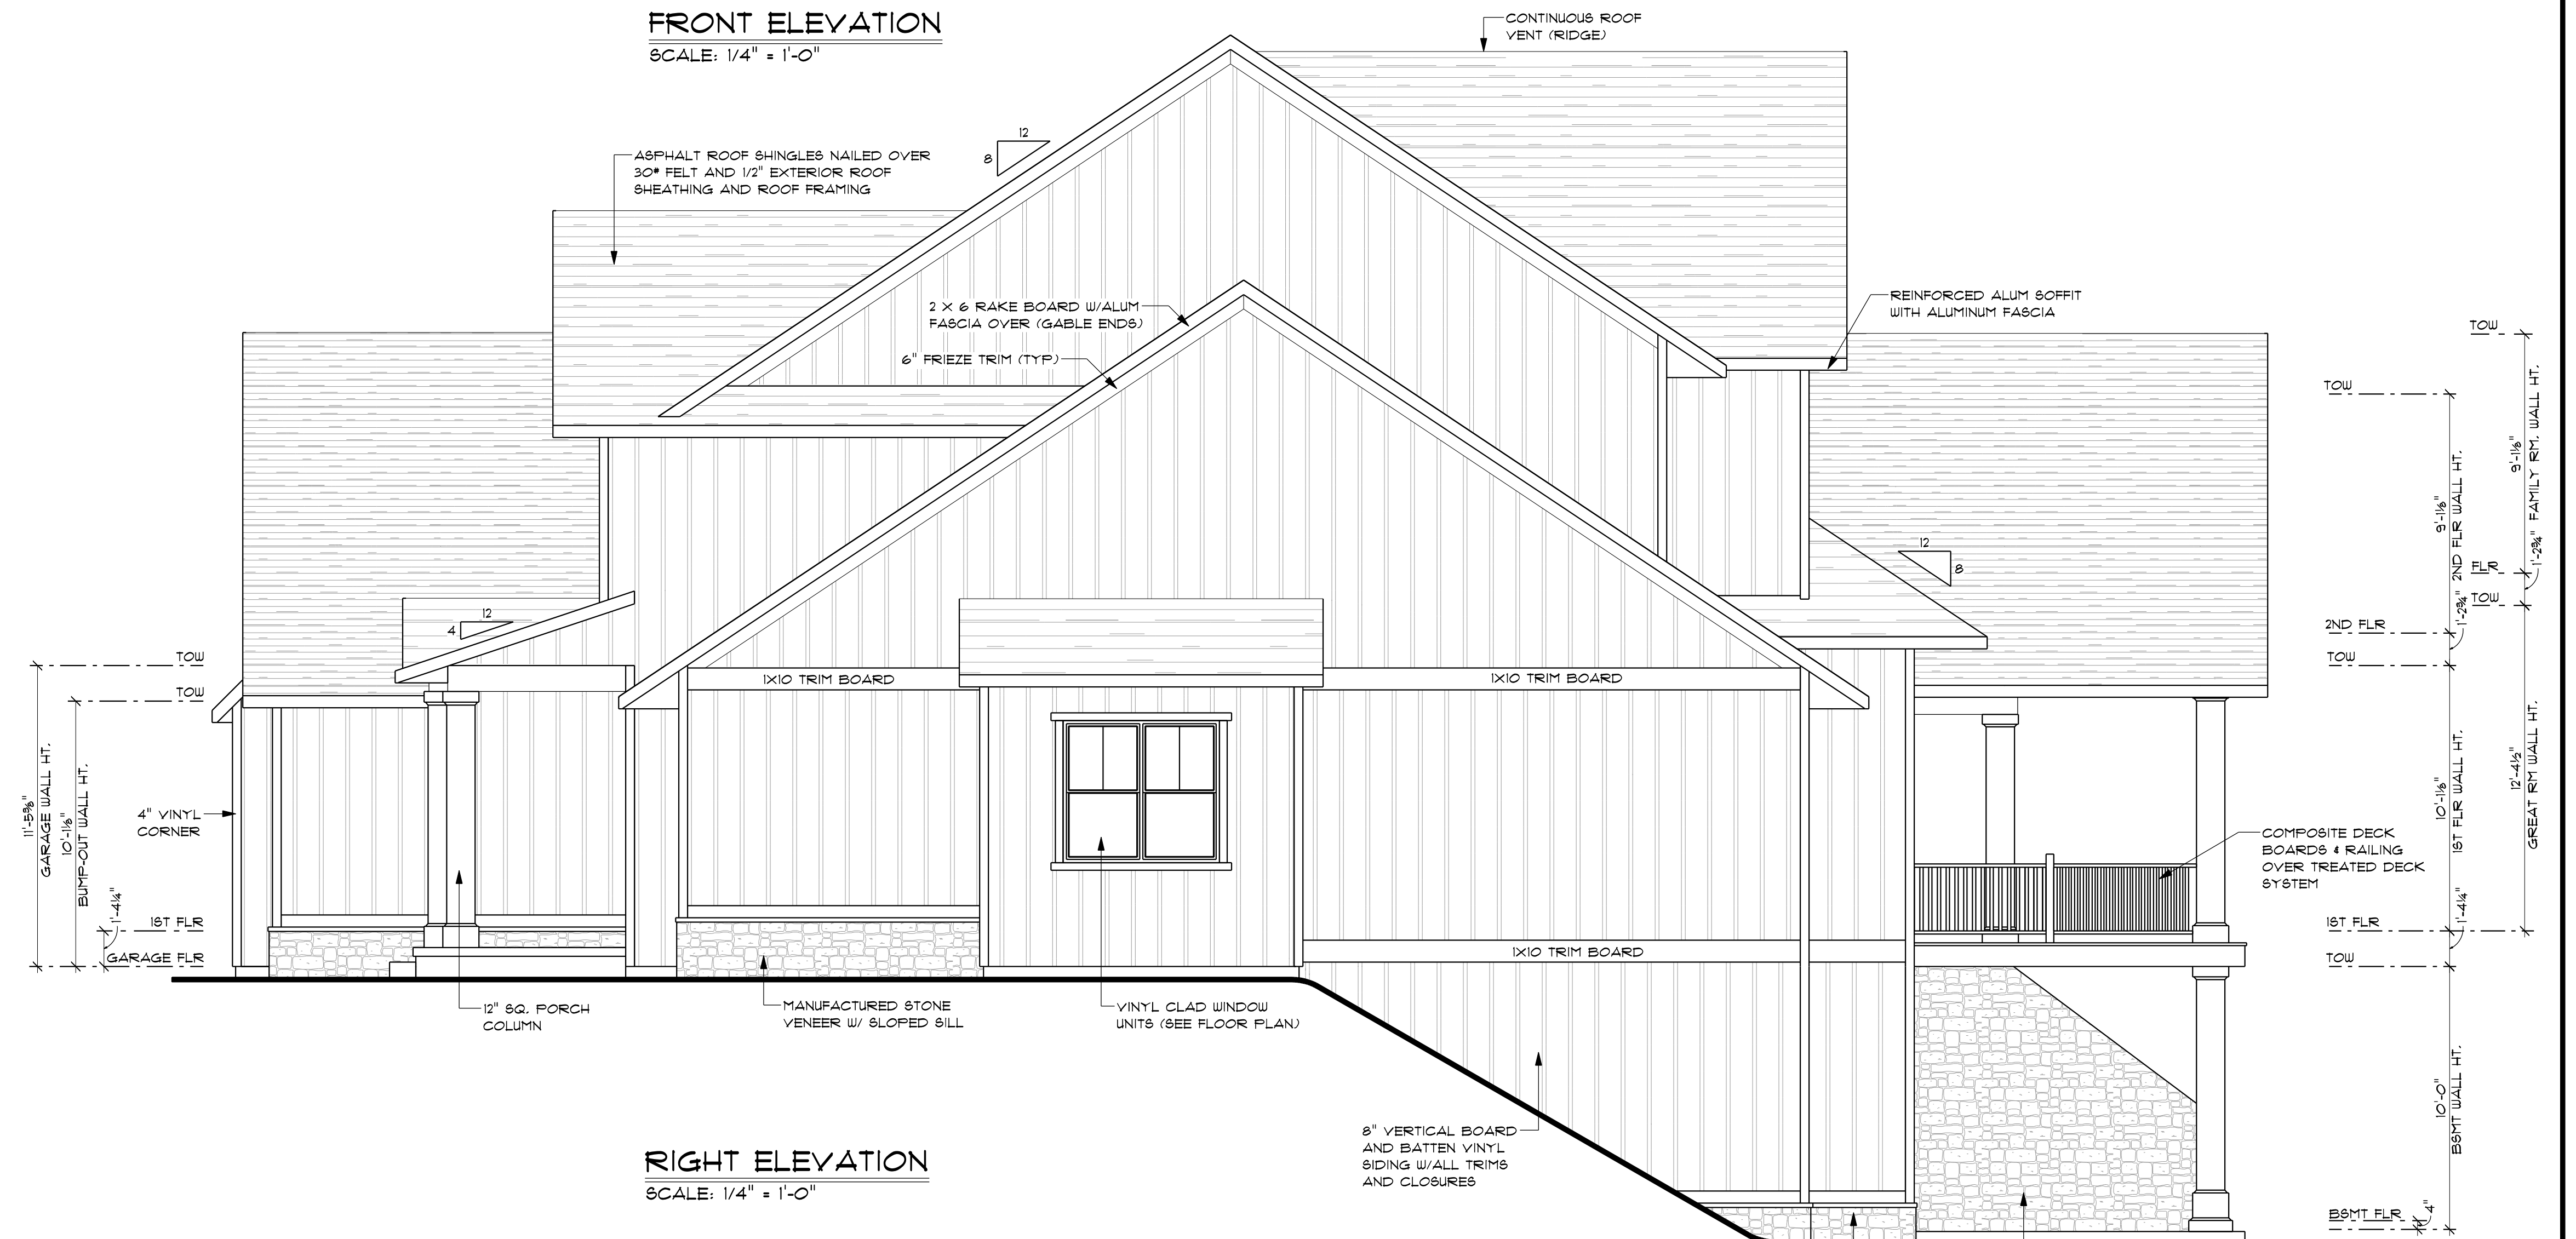 FRONT ELEVATION
SCALE: 1/4" = 1'-0"
CONTINUOUS ROOF
VENT (RIDGE)
12
8
ASPHALT ROOF SHINGLES NAILED OVER
30# FELT AND 1/2" EXTERIOR ROOF
SHEATHING AND ROOF FRAMING
2 X 6 RAKE BOARD W/ALUM
FASCIA OVER (GABLE ENDS)
6" FRIEZE TRIM (TYP)
REINFORCED ALUM SOFFIT
WITH ALUMINUM FASCIA
TOW
TOW
9'-1⅛"
FAMILY RM. WALL HT.
9'-1⅛"
2ND FLR WALL HT.
12
8
FLR
1'-2¾"
TOW
2ND FLR
1'-2¾"
TOW
12
4
TOW
TOW
1X10 TRIM BOARD
1X10 TRIM BOARD
11'-5⅜"
GARAGE WALL HT.
10'-1⅛"
BUMP-OUT WALL HT.
4" VINYL
CORNER
10'-1⅛"
1ST FLR WALL HT.
12'-4½"
GREAT RM WALL HT.
COMPOSITE DECK
BOARDS & RAILING
OVER TREATED DECK
SYSTEM
1'-4¼"
1ST FLR
GARAGE FLR
1X10 TRIM BOARD
1ST FLR
1'-4¼"
TOW
12" SQ. PORCH
COLUMN
MANUFACTURED STONE
VENEER W/ SLOPED SILL
VINYL CLAD WINDOW
UNITS (SEE FLOOR PLAN)
8" VERTICAL BOARD
AND BATTEN VINYL
SIDING W/ALL TRIMS
AND CLOSURES
10'-0"
BSMT WALL HT.
BSMT FLR
4"
RIGHT ELEVATION
SCALE: 1/4" = 1'-0"